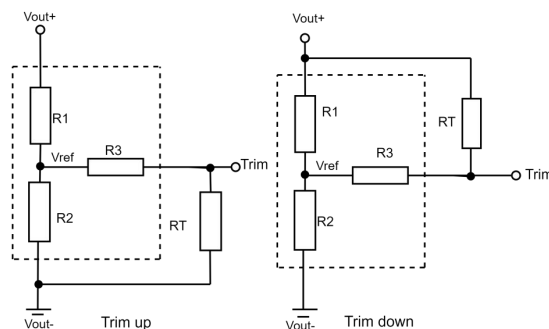 Vout+
R1
Vref
R3
Trim
R2
RT
Vout-
Trim up
Vout+
R1
RT
Vref
R3
Trim
R2
Vout-
Trim down